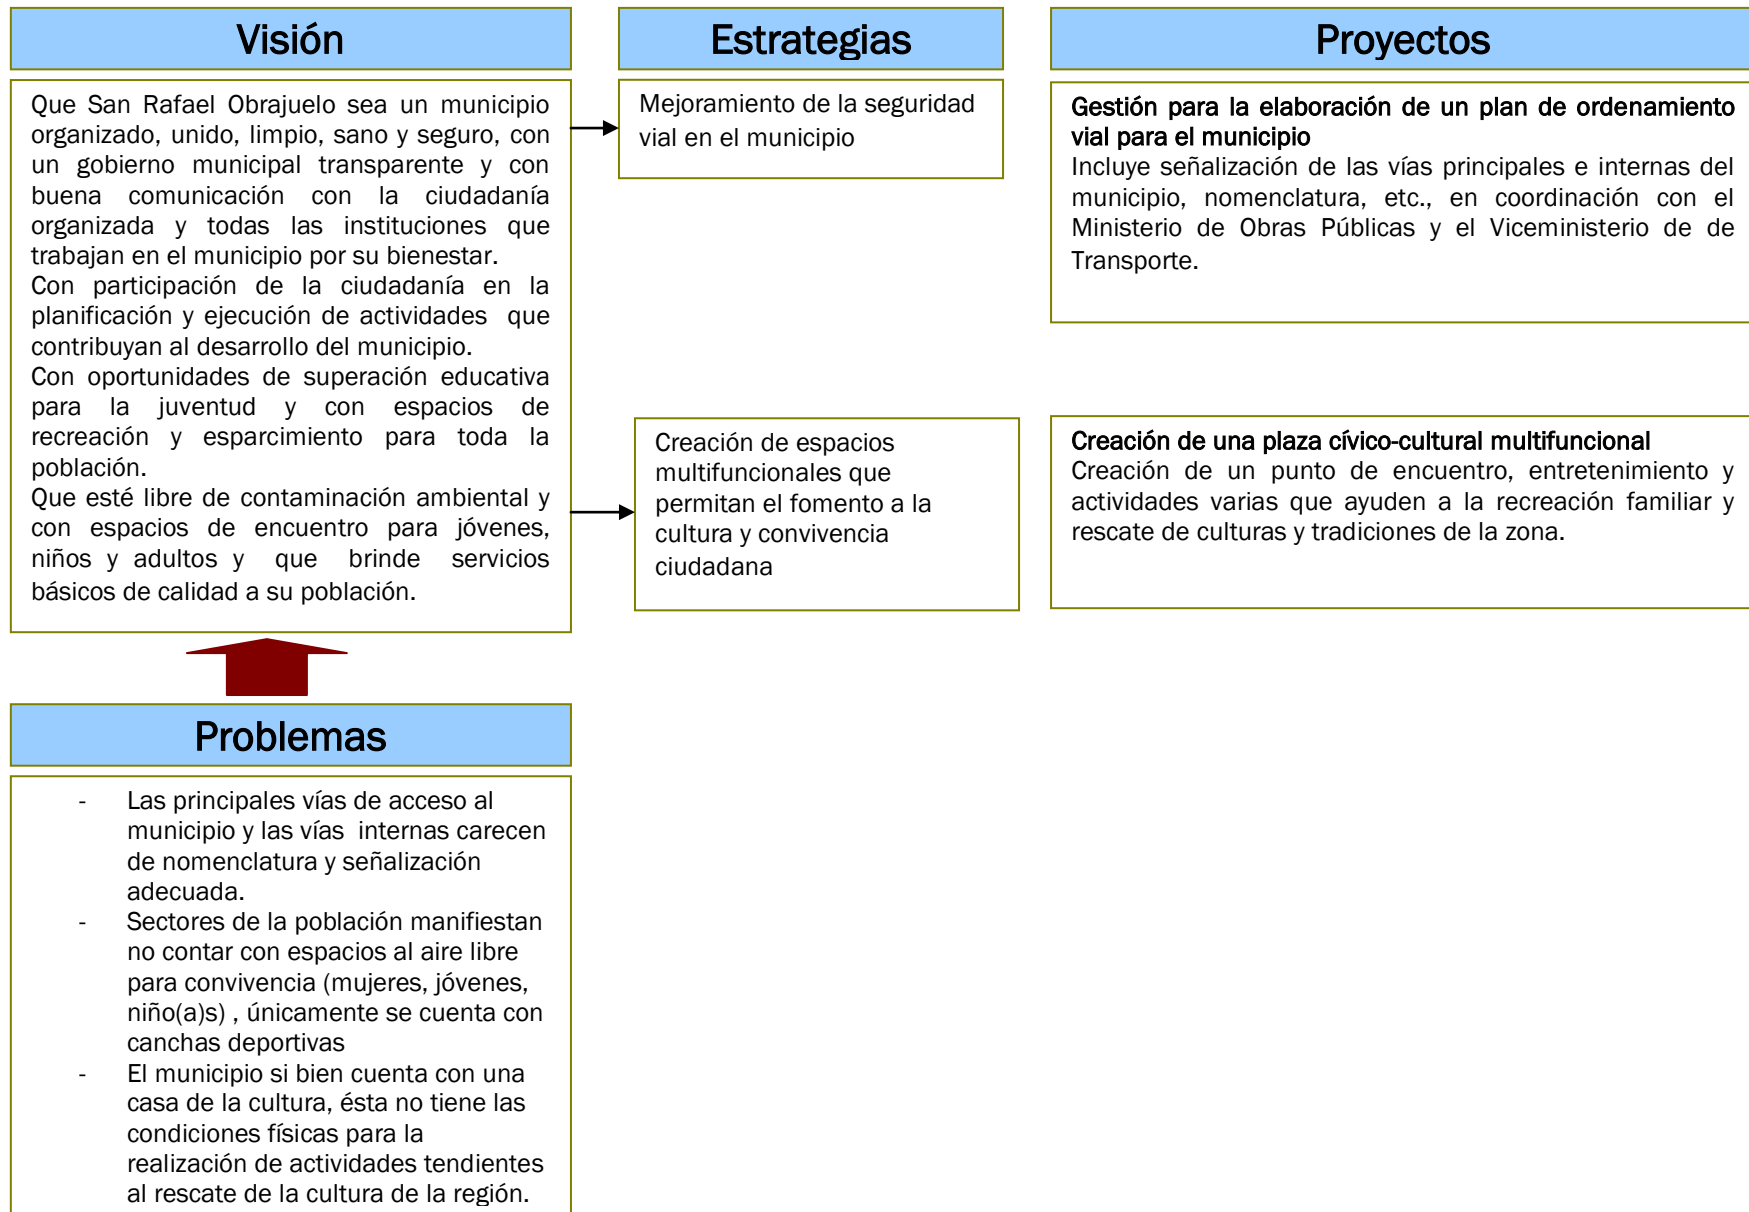 Visión
Que San Rafael Obrajuelo sea un municipio
organizado, unido, limpio, sano y seguro, con
un gobierno municipal transparente y con
buena comunicación con la ciudadanía
organizada y todas las instituciones que
trabajan en el municipio por su bienestar.
Con participación de la ciudadanía en la
planificación y ejecución de actividades que
contribuyan al desarrollo del municipio.
Con oportunidades de superación educativa
para la juventud y con espacios de
recreación y esparcimiento para toda la
población.
Que esté libre de contaminación ambiental y
con espacios de encuentro para jóvenes,
niños y adultos y que brinde servicios
básicos de calidad a su población.
Estrategias
Mejoramiento de la seguridad
vial en el municipio
Creación de espacios
multifuncionales que
permitan el fomento a la
cultura y convivencia
ciudadana
Proyectos
Gestión para la elaboración de un plan de ordenamiento
vial para el municipio
Incluye señalización de las vías principales e internas del
municipio, nomenclatura, etc., en coordinación con el
Ministerio de Obras Públicas y el Viceministerio de de
Transporte.
Creación de una plaza cívico-cultural multifuncional
Creación de un punto de encuentro, entretenimiento y
actividades varias que ayuden a la recreación familiar y
rescate de culturas y tradiciones de la zona.
Problemas
- Las principales vías de acceso al
municipio y las vías internas carecen
de nomenclatura y señalización
adecuada.
- Sectores de la población manifiestan
no contar con espacios al aire libre
para convivencia (mujeres, jóvenes,
niño(a)s) , únicamente se cuenta con
canchas deportivas
- El municipio si bien cuenta con una
casa de la cultura, ésta no tiene las
condiciones físicas para la
realización de actividades tendientes
al rescate de la cultura de la región.